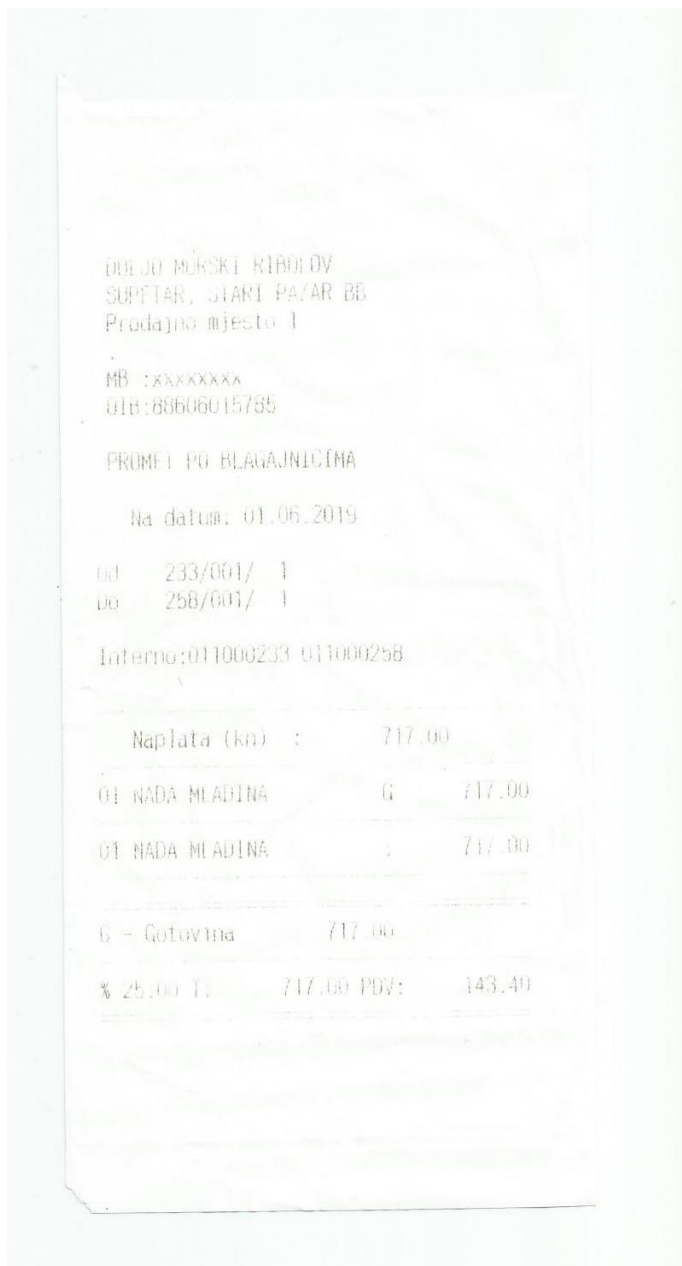 DULJO MORSKI RIBOLOV
SUPETAR, STARI PAZAR BB
Prodajno mjesto 1
MB :xxxxxxxx
OIB:88606015785
PROMET PO BLAGAJNICIMA
Na datum: 01.06.2019
Od 233/001/ 1
Do 258/001/ 1
Interno:011000233 011000258
Naplata (kn) : 717.00
01 NADA MLADINA G 717.00
01 NADA MLADINA : 717.00
G - Gotovina 717.00
% 25.00 I: 717.00 PDV: 143.40